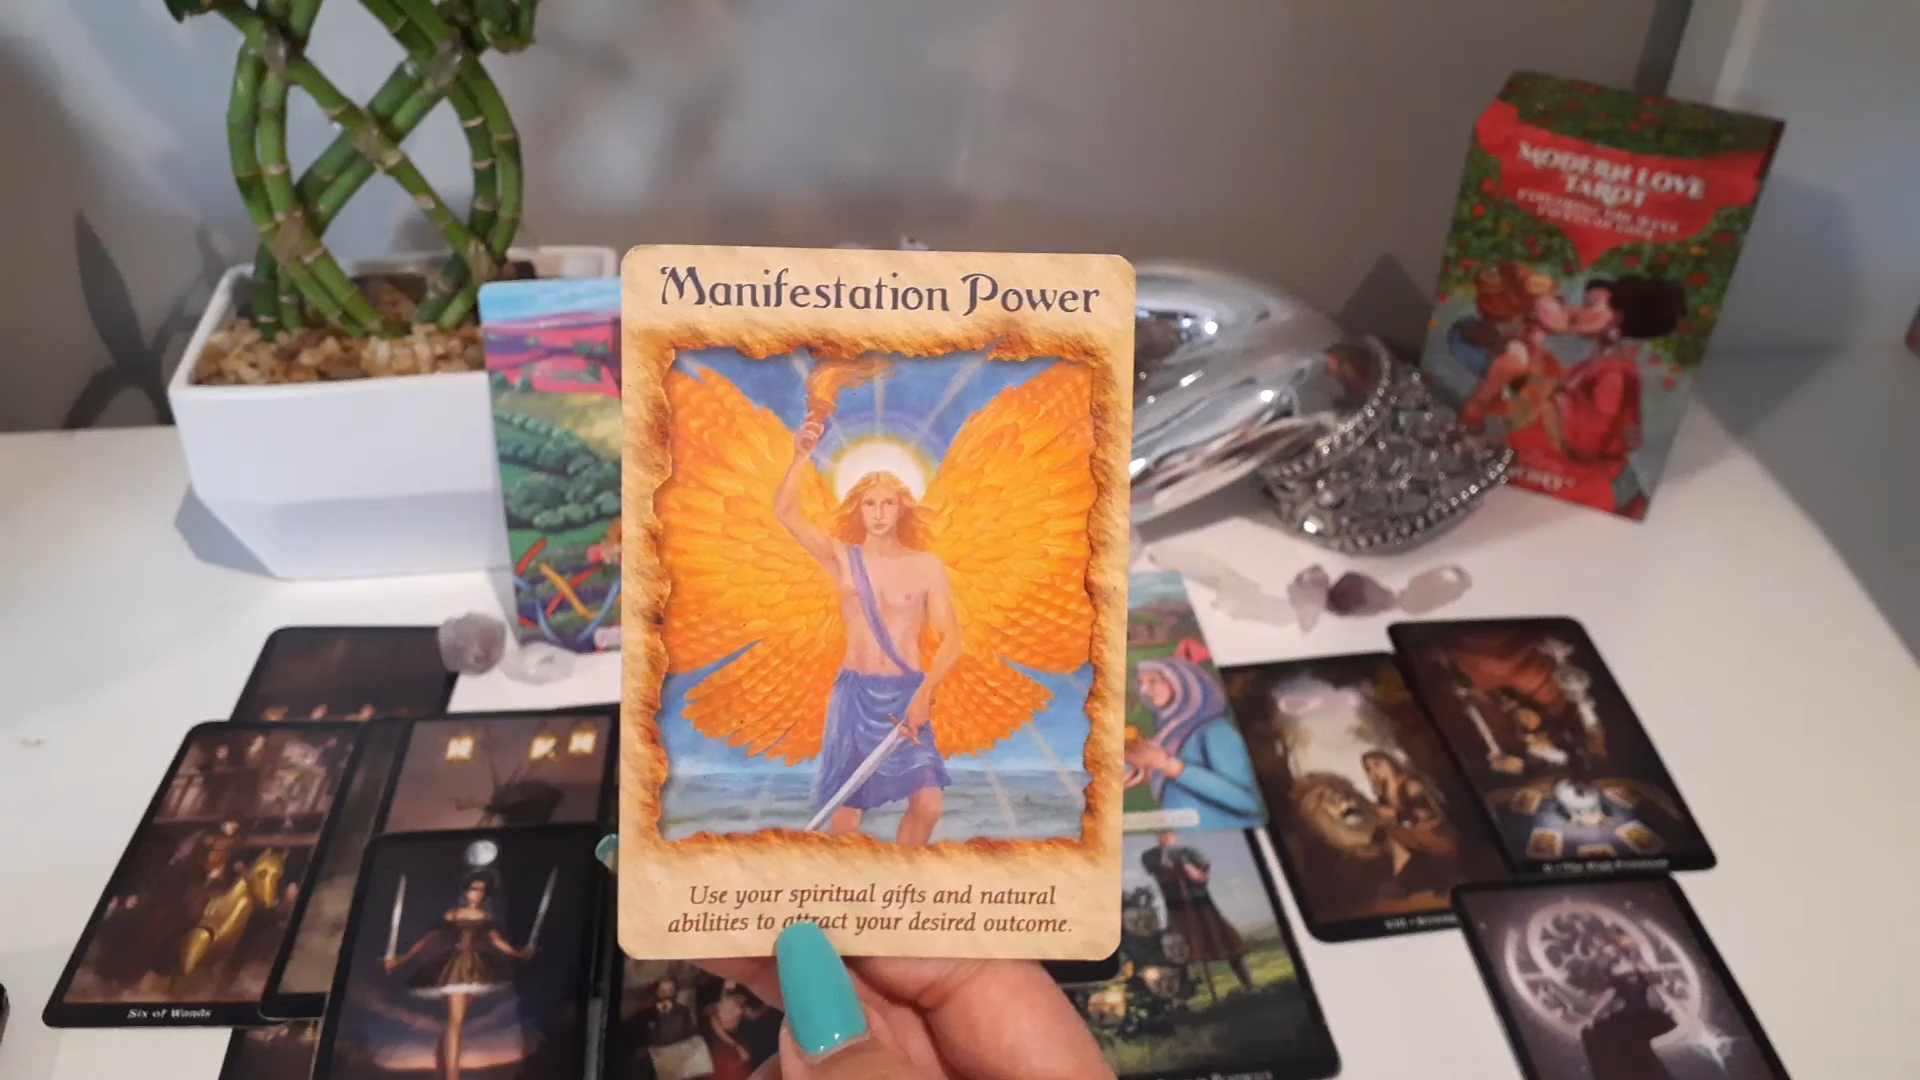 MODERN LOVE
TAROT
Manifestation Power
Use your spiritual gifts and natural
abilities to attract your desired outcome.
Six of Wands